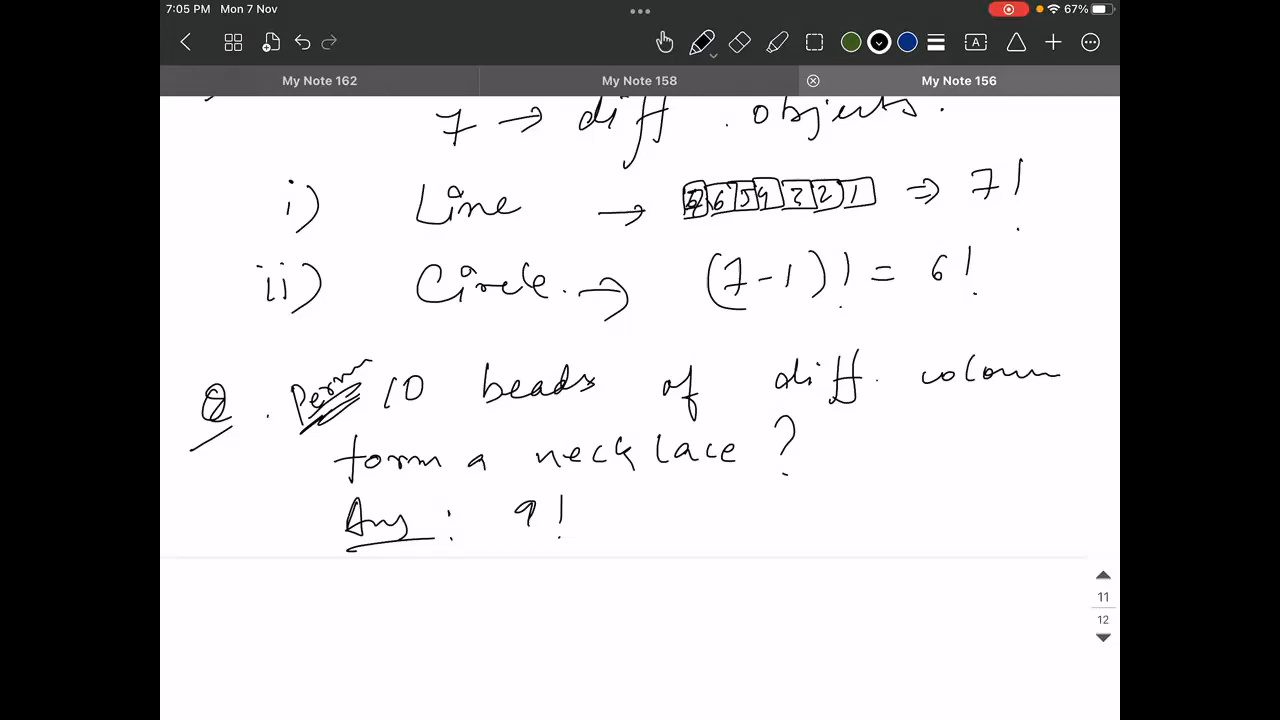 7:05 PM Mon 7 Nov
67%
My Note 162
My Note 158
My Note 156
7 → diff. objects.
i) Line → 7 6 5 4 3 2 1 ⇒ 7!
ii) Circle. → (7-1)! = 6!
Q. Perm 10 beads of diff. colour
form a necklace ?
Ans : 9!
11
12